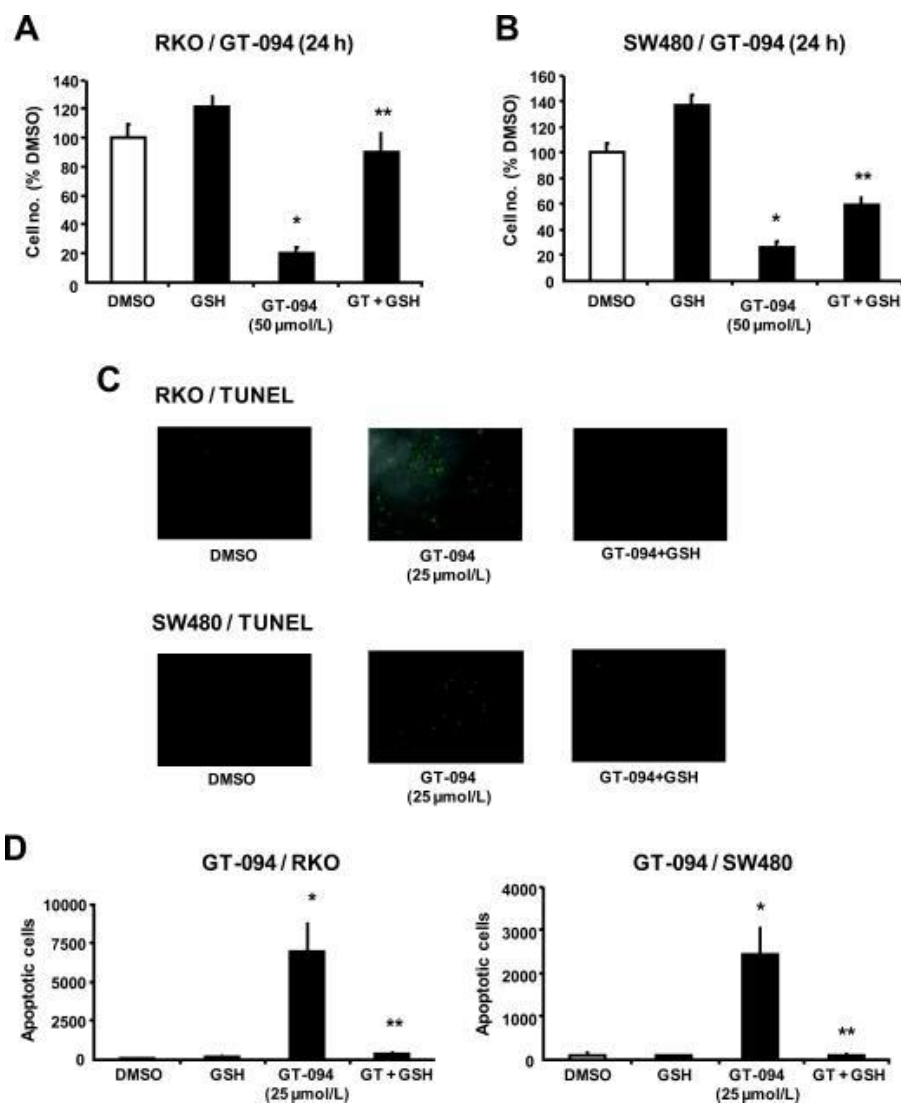 A
RKO / GT-094 (24 h)
Cell no. (% DMSO)
140
120
100
80
60
40
20
0
*
**
DMSO
GSH
GT-094
(50 µmol/L)
GT + GSH
B
SW480 / GT-094 (24 h)
Cell no. (% DMSO)
160
140
120
100
80
60
40
20
0
*
**
DMSO
GSH
GT-094
(50 µmol/L)
GT + GSH
C
RKO / TUNEL
DMSO
GT-094
(25 µmol/L)
GT-094+GSH
SW480 / TUNEL
DMSO
GT-094
(25 µmol/L)
GT-094+GSH
D
GT-094 / RKO
Apoptotic cells
10000
7500
5000
2500
0
*
**
DMSO
GSH
GT-094
(25 µmol/L)
GT + GSH
GT-094 / SW480
Apoptotic cells
4000
3000
2000
1000
0
*
**
DMSO
GSH
GT-094
(25 µmol/L)
GT + GSH